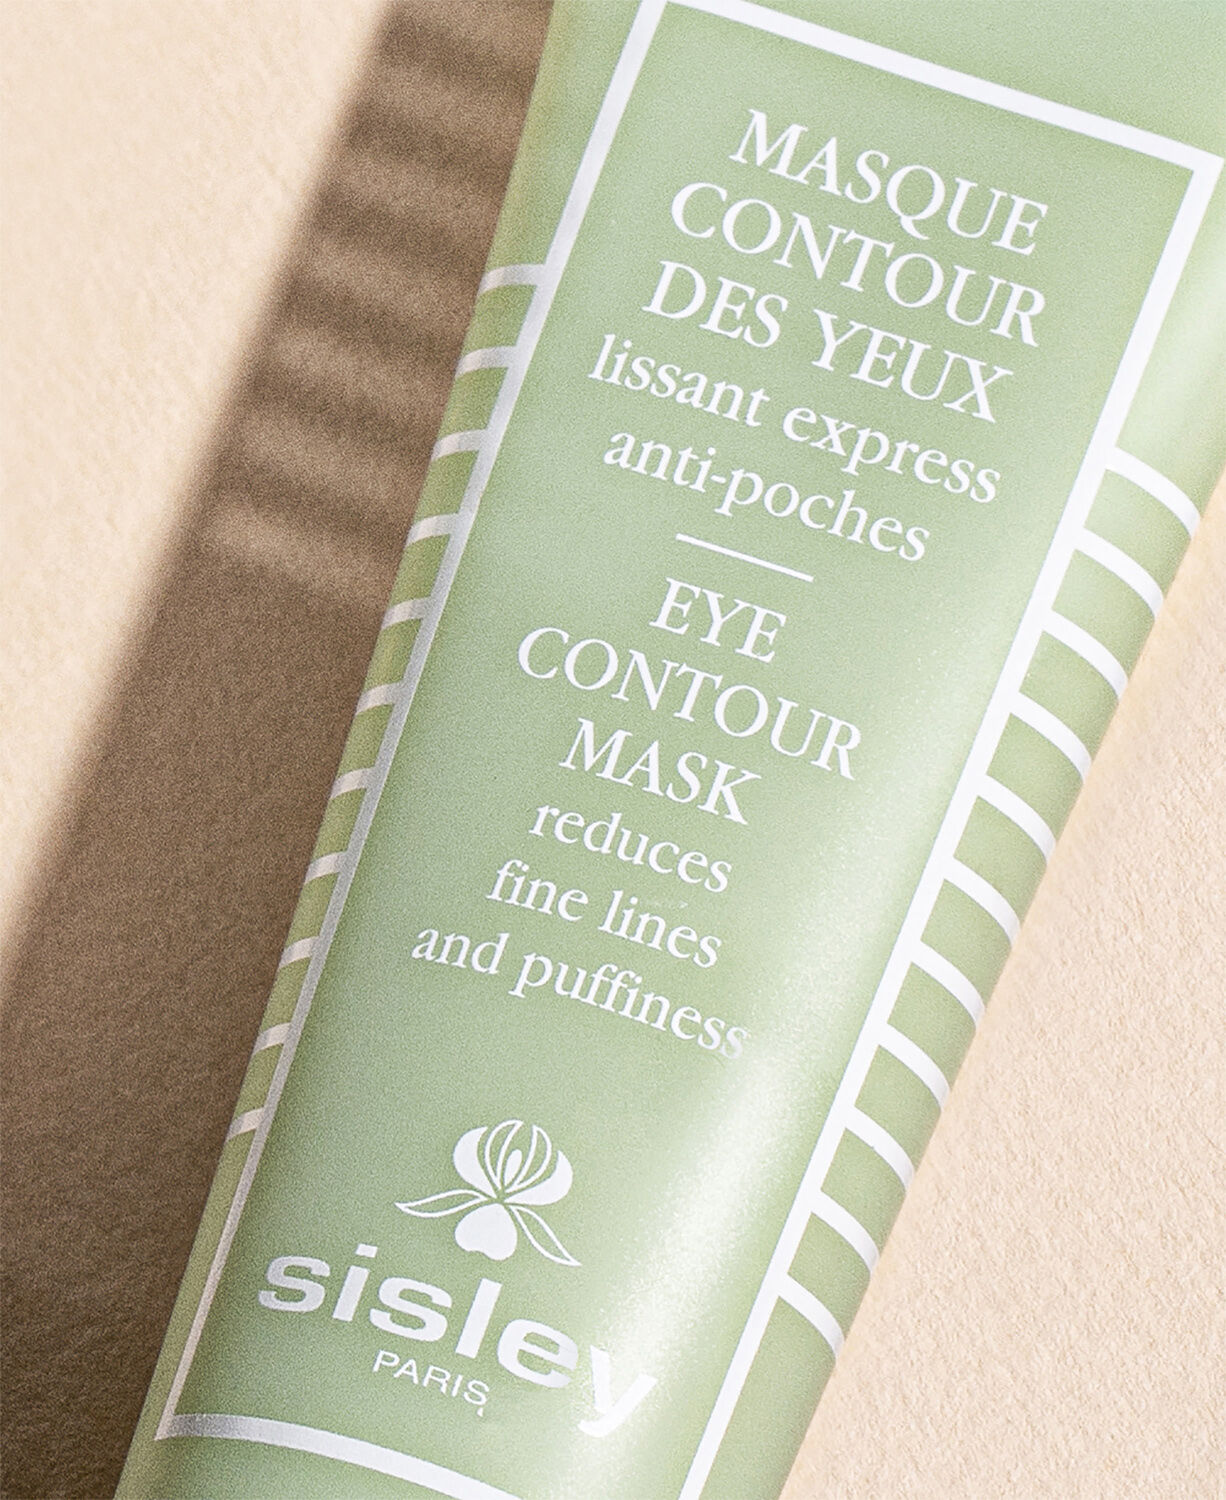 MASQUE
CONTOUR
DES YEUX
lissant express
anti-poches
EYE
CONTOUR
MASK
reduces
fine lines
and puffiness
sisley
PARIS